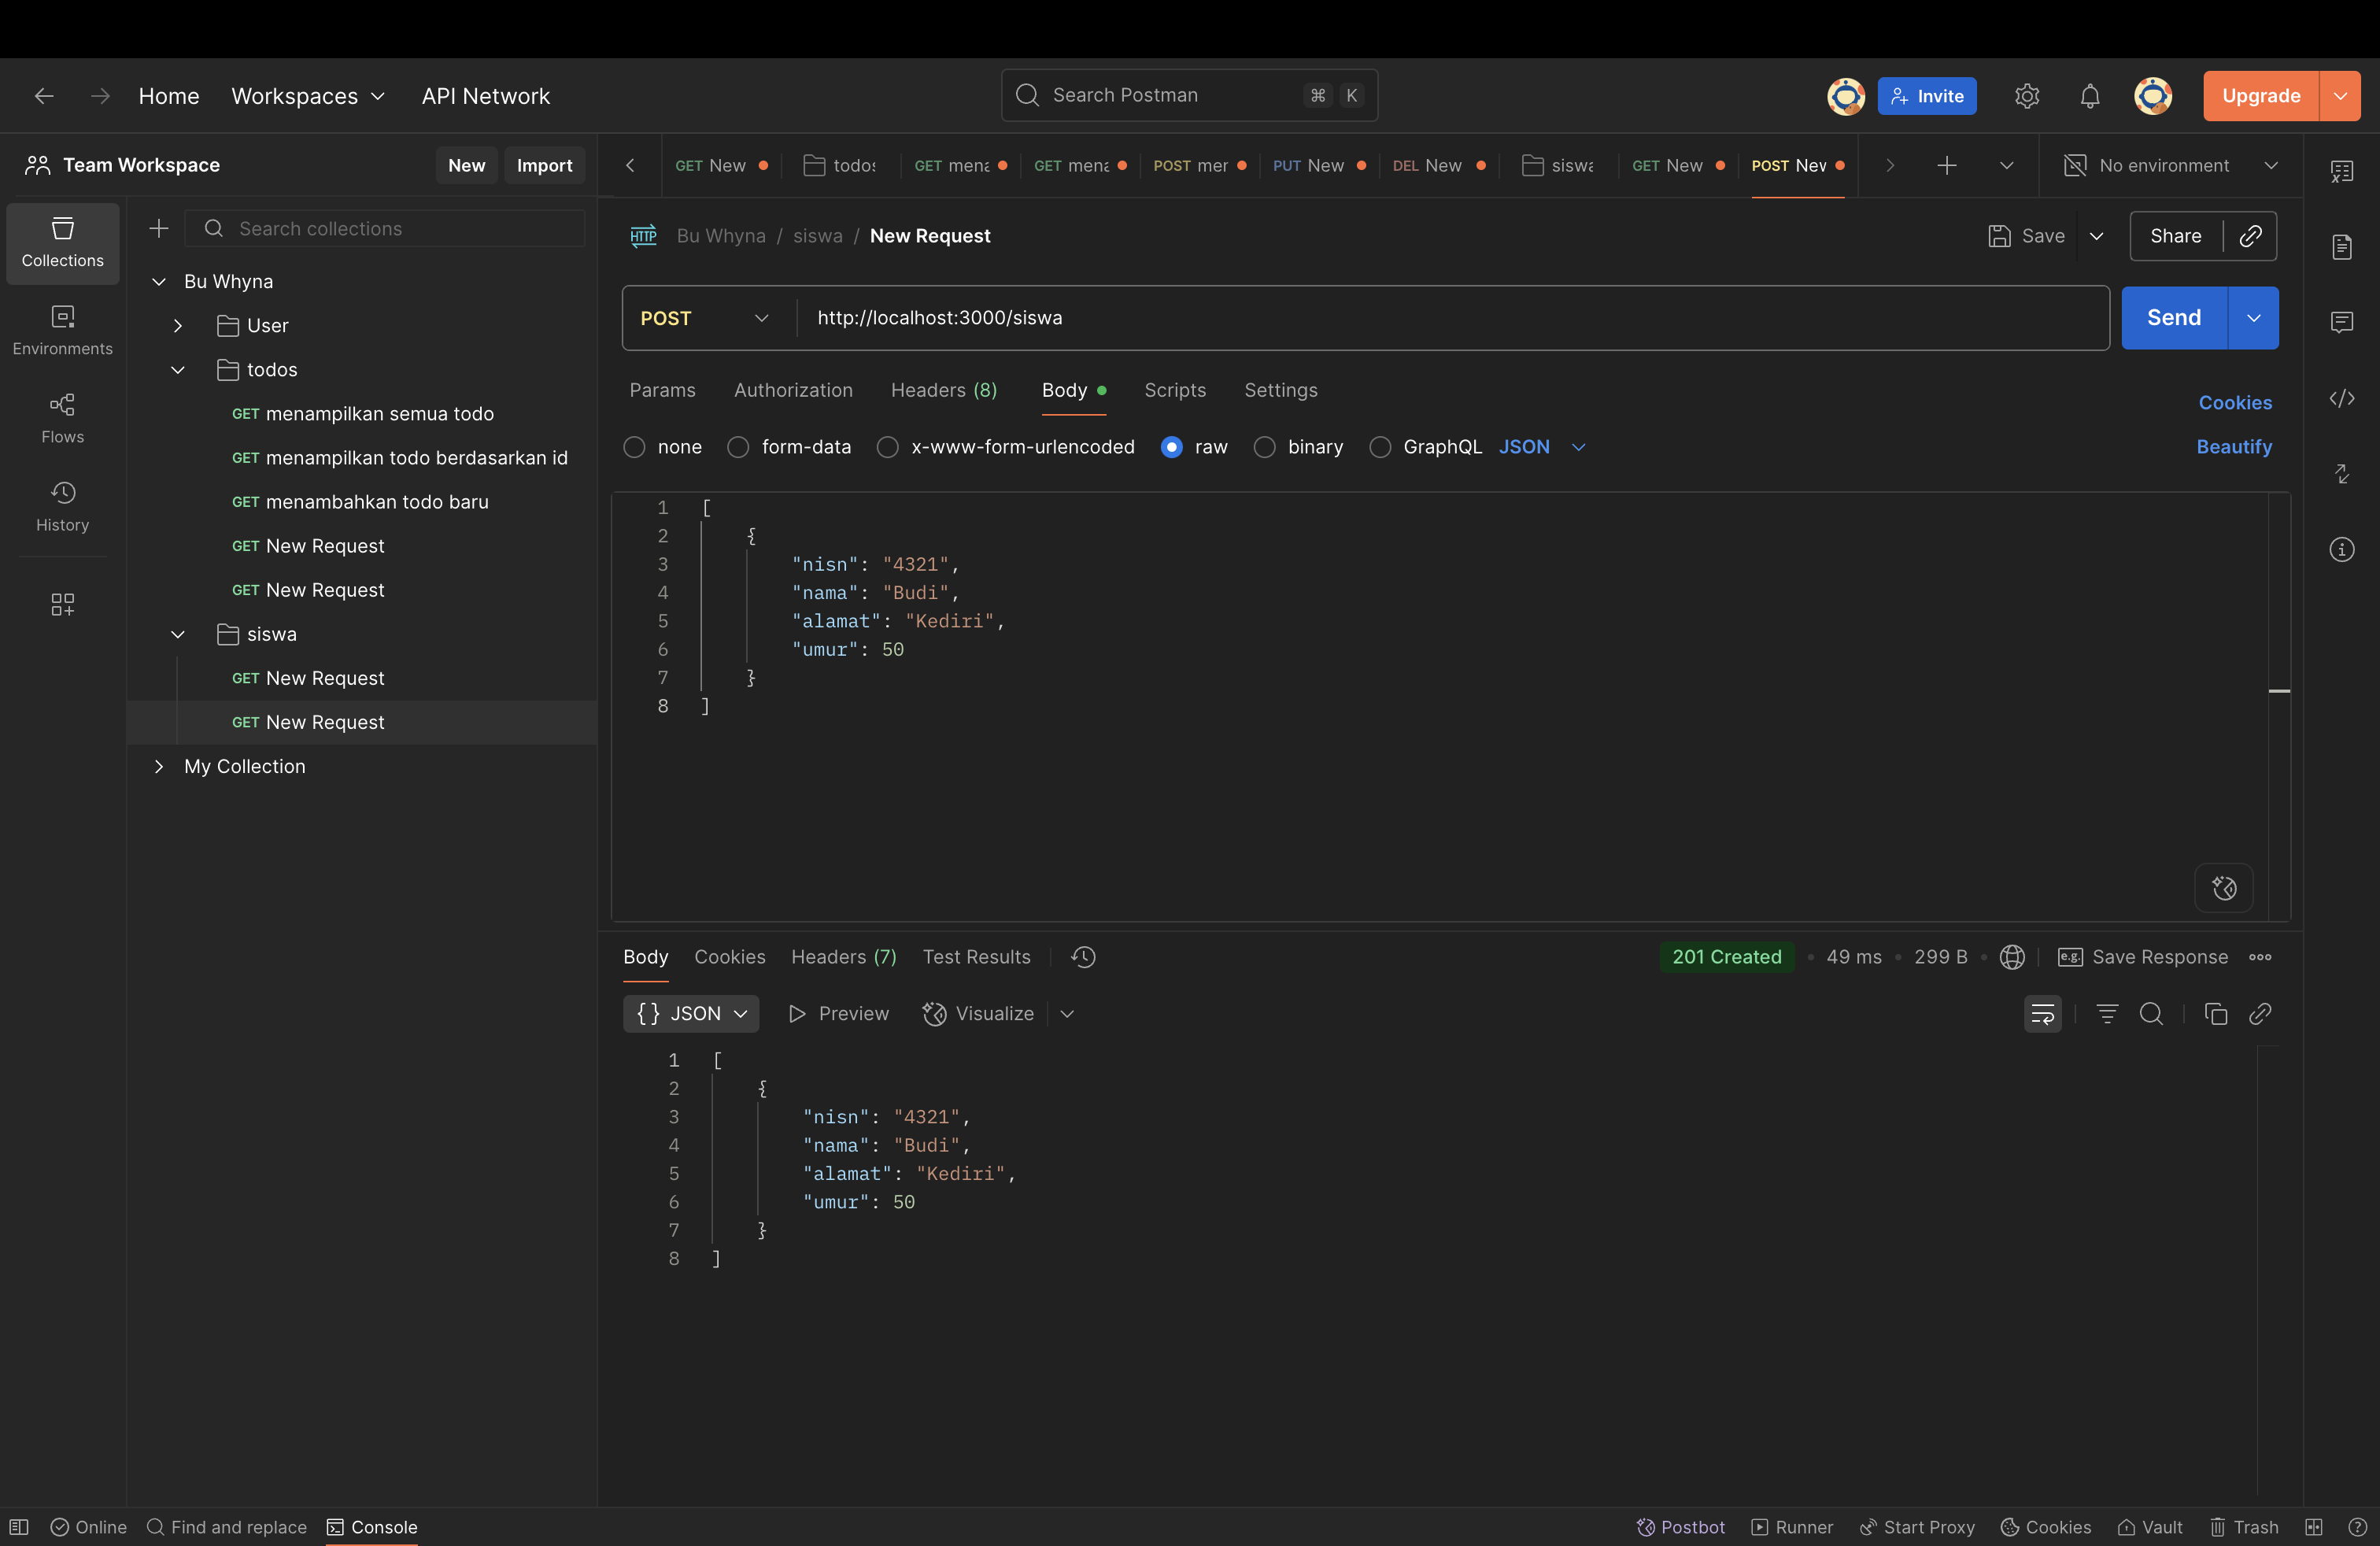 Home Workspaces API Network Search Postman ⌘ K Invite Upgrade
Team Workspace New Import
GET New todos GET mena GET mena POST mer PUT New DEL New siswa GET New POST New No environment
Collections
Environments
Flows
History
Search collections
Bu Whyna
User
todos
GET menampilkan semua todo
GET menampilkan todo berdasarkan id
GET menambahkan todo baru
GET New Request
GET New Request
siswa
GET New Request
GET New Request
My Collection
HTTP Bu Whyna / siswa / New Request Save Share
POST http://localhost:3000/siswa Send
Params Authorization Headers (8) Body Scripts Settings Cookies
none form-data x-www-form-urlencoded raw binary GraphQL JSON Beautify
1 [
2 {
3 "nisn": "4321",
4 "nama": "Budi",
5 "alamat": "Kediri",
6 "umur": 50
7 }
8 ]
Body Cookies Headers (7) Test Results 201 Created • 49 ms • 299 B e.g. Save Response
{} JSON Preview Visualize
1 [
2 {
3 "nisn": "4321",
4 "nama": "Budi",
5 "alamat": "Kediri",
6 "umur": 50
7 }
8 ]
Online Find and replace Console Postbot Runner Start Proxy Cookies Vault Trash